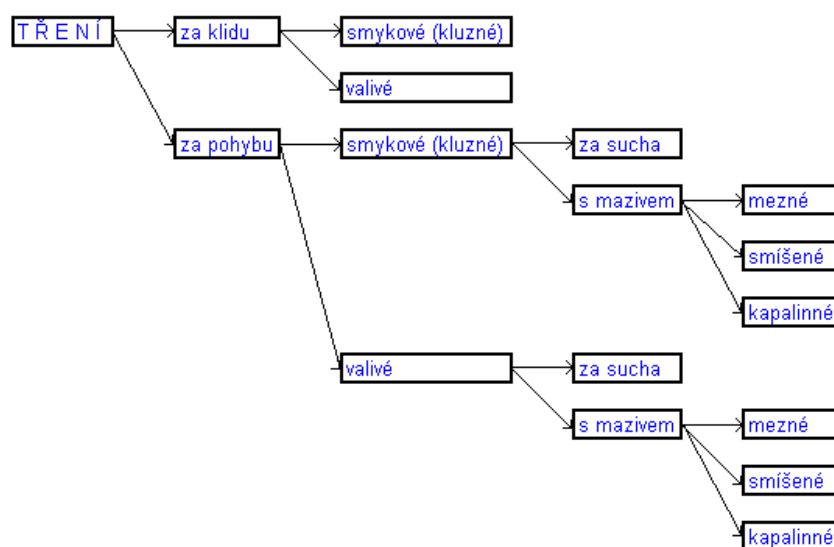 T Ř E N Í
za klidu
smykové (kluzné)
valivé
za pohybu
smykové (kluzné)
za sucha
s mazivem
mezné
smíšené
kapalinné
valivé
za sucha
s mazivem
mezné
smíšené
kapalinné